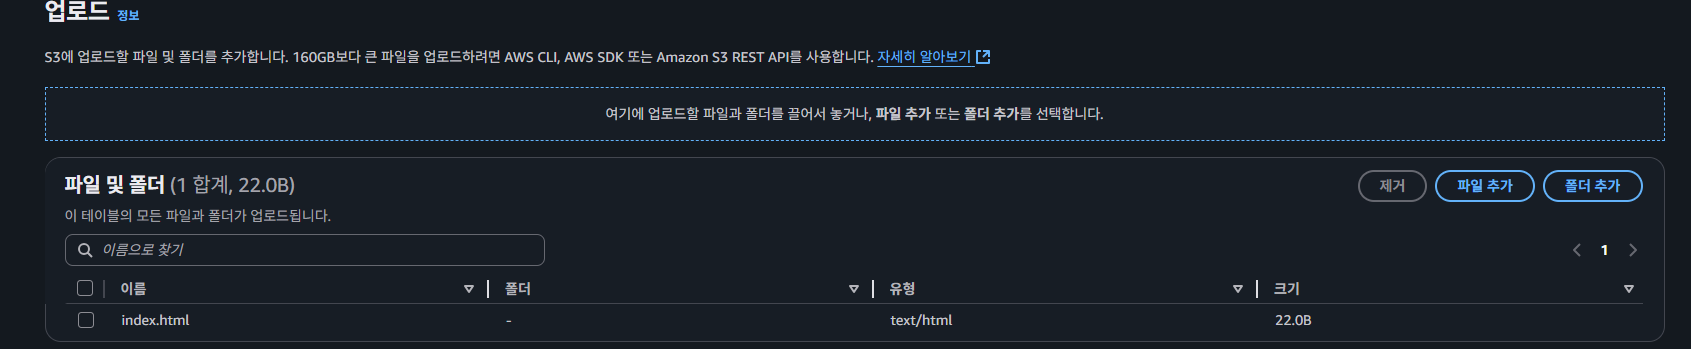 업로드 정보
S3에 업로드할 파일 및 폴더를 추가합니다. 160GB보다 큰 파일을 업로드하려면 AWS CLI, AWS SDK 또는 Amazon S3 REST API를 사용합니다. 자세히 알아보기
여기에 업로드할 파일과 폴더를 끌어서 놓거나, 파일 추가 또는 폴더 추가를 선택합니다.
파일 및 폴더 (1 합계, 22.0B) 제거 파일 추가 폴더 추가
이 테이블의 모든 파일과 폴더가 업로드됩니다.
이름으로 찾기 1
이름 폴더 유형 크기
index.html - text/html 22.0B